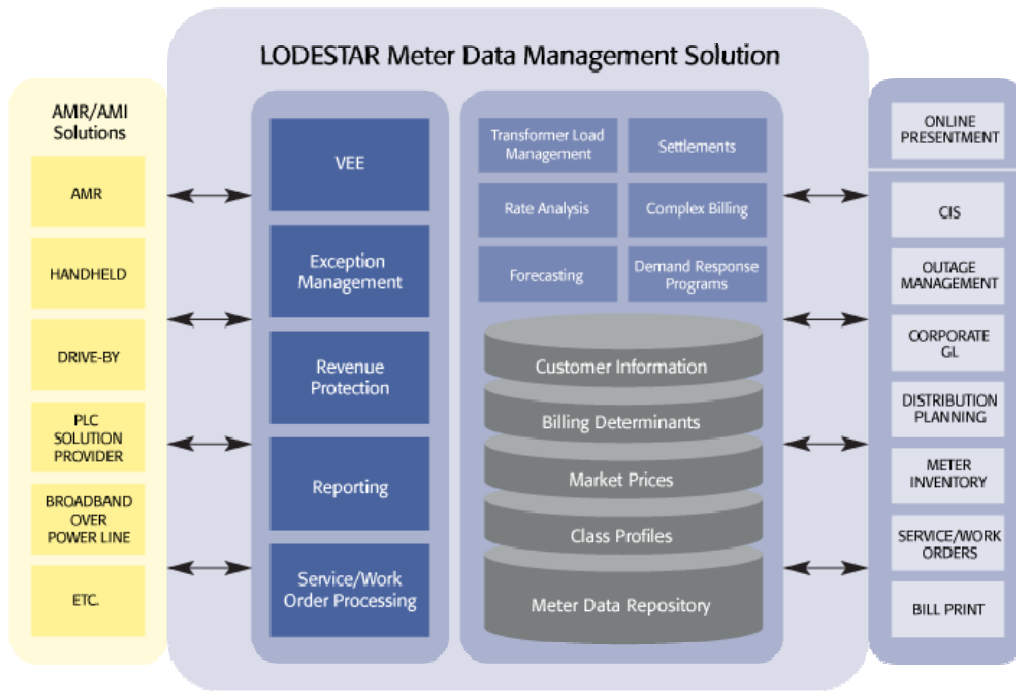 LODESTAR Meter Data Management Solution
AMR/AMI
Solutions
AMR
HANDHELD
DRIVE-BY
PLC
SOLUTION
PROVIDER
BROADBAND
OVER
POWER LINE
ETC.
VEE
Exception
Management
Revenue
Protection
Reporting
Service/Work
Order Processing
Transformer Load
Management
Settlements
Rate Analysis
Complex Billing
Forecasting
Demand Response
Programs
Customer Information
Billing Determinants
Market Prices
Class Profiles
Meter Data Repository
ONLINE
PRESENTMENT
CIS
OUTAGE
MANAGEMENT
CORPORATE
GL
DISTRIBUTION
PLANNING
METER
INVENTORY
SERVICE/WORK
ORDERS
BILL PRINT